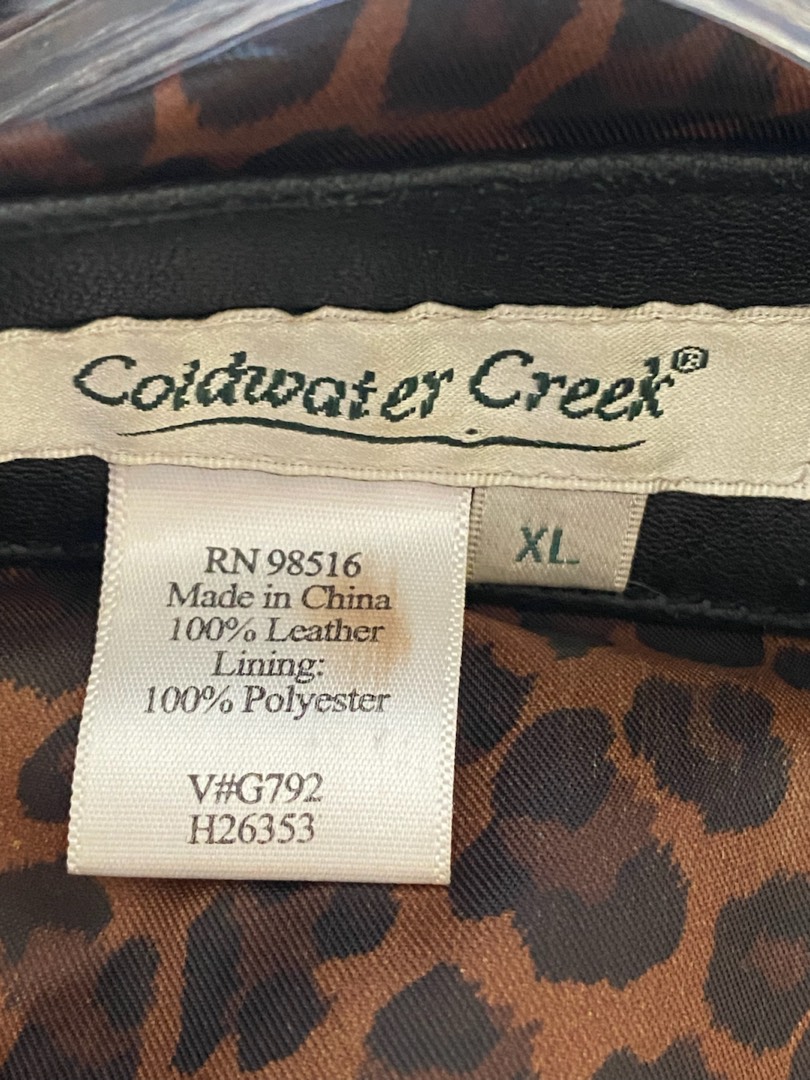 Coldwater Creek®
XL
RN 98516
Made in China
100% Leather
Lining:
100% Polyester
V#G792
H26353